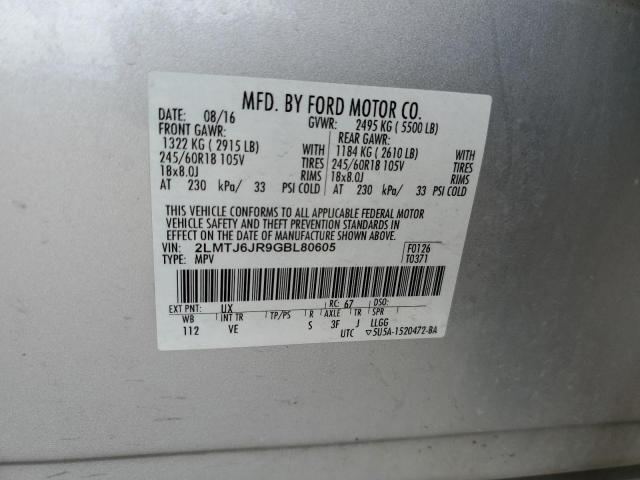 MFD. BY FORD MOTOR CO.
DATE: 08/16 GVWR: 2495 KG ( 5500 LB)
FRONT GAWR: REAR GAWR:
1322 KG ( 2915 LB) WITH 1184 KG ( 2610 LB) WITH
245/60R18 105V TIRES 245/60R18 105V TIRES
18x8.0J RIMS 18x8.0J RIMS
AT 230 kPa/ 33 PSI COLD AT 230 kPa/ 33 PSI COLD
THIS VEHICLE CONFORMS TO ALL APPLICABLE FEDERAL MOTOR
VEHICLE SAFETY AND THEFT PREVENTION STANDARDS IN
EFFECT ON THE DATE OF MANUFACTURE SHOWN ABOVE.
VIN: 2LMTJ6JR9GBL80605 F0126
TYPE: MPV T0371
EXT PNT: UX RC: 67 DSO:
WB INT TR TP/PS R AXLE TR SPR
112 VE S 3F J LLGG
UTC ▽5U5A-1520472-BA